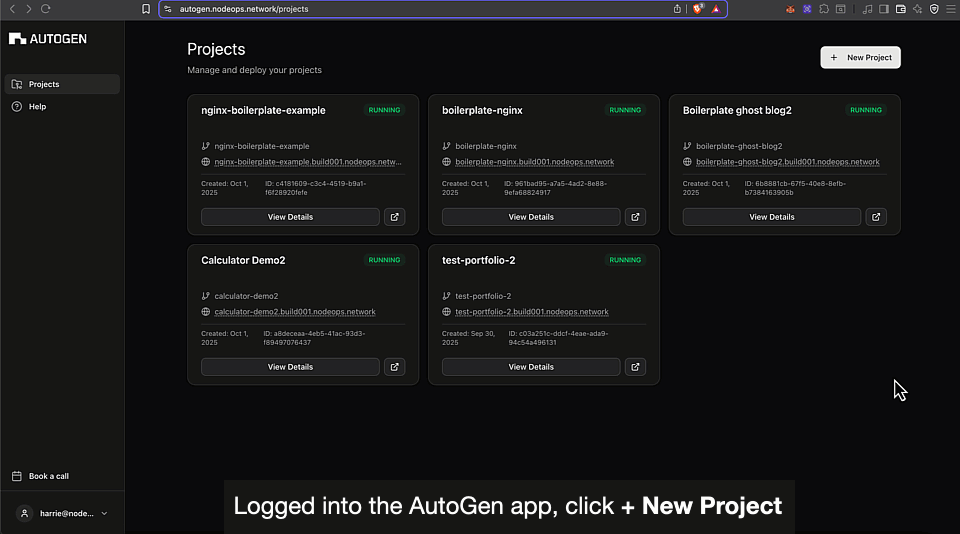 autogen.nodeops.network/projects
AUTOGEN
Projects
Help
Projects
Manage and deploy your projects
+ New Project
nginx-boilerplate-example
RUNNING
nginx-boilerplate-example
nginx-boilerplate-example.build001.nodeops.netw...
Created: Oct 1, 2025
ID: c4181609-c3c4-4519-b9a1-
f6f28920fefe
View Details
boilerplate-nginx
RUNNING
boilerplate-nginx
boilerplate-nginx.build001.nodeops.network
Created: Oct 1, 2025
ID: 961bad95-a7a5-4ad2-8e88-
9efa68824917
View Details
Boilerplate ghost blog2
RUNNING
boilerplate-ghost-blog2
boilerplate-ghost-blog2.build001.nodeops.network
Created: Oct 1, 2025
ID: 6b8881cb-67f5-40e8-8efb-
b7384163905b
View Details
Calculator Demo2
RUNNING
calculator-demo2
calculator-demo2.build001.nodeops.network
Created: Oct 1, 2025
ID: a8deceaa-4eb5-41ac-93d3-
f89497076437
View Details
test-portfolio-2
RUNNING
test-portfolio-2
test-portfolio-2.build001.nodeops.network
Created: Sep 30, 2025
ID: c03a251c-ddcf-4eae-ada9-
94c54a496131
View Details
Book a call
harrie@node...
Logged into the AutoGen app, click + New Project